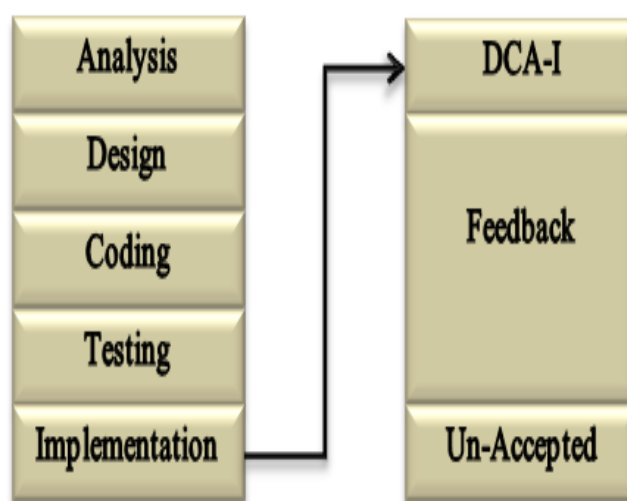 Analysis
Design
Coding
Testing
Implementation
DCA-I
Feedback
Un-Accepted